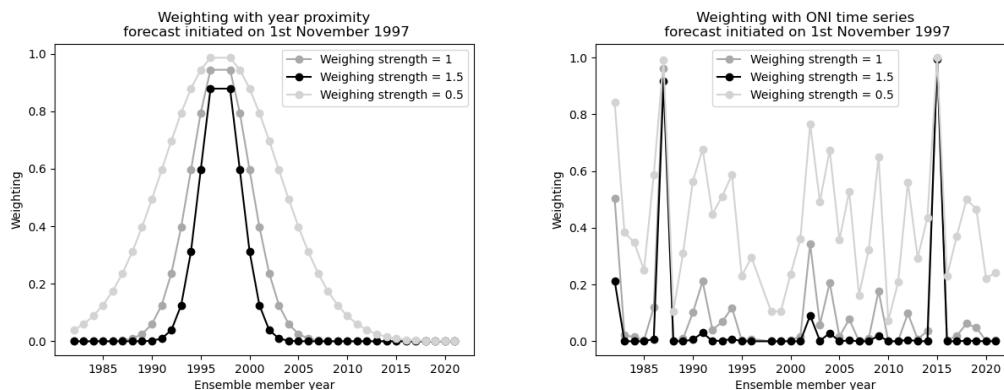 Weighting with year proximity
forecast initiated on 1st November 1997
1.0
0.8
0.6
0.4
0.2
0.0
Weighting
Weighing strength = 1
Weighing strength = 1.5
Weighing strength = 0.5
1985 1990 1995 2000 2005 2010 2015 2020
Ensemble member year
Weighting with ONI time series
forecast initiated on 1st November 1997
1.0
0.8
0.6
0.4
0.2
0.0
Weighting
Weighing strength = 1
Weighing strength = 1.5
Weighing strength = 0.5
1985 1990 1995 2000 2005 2010 2015 2020
Ensemble member year